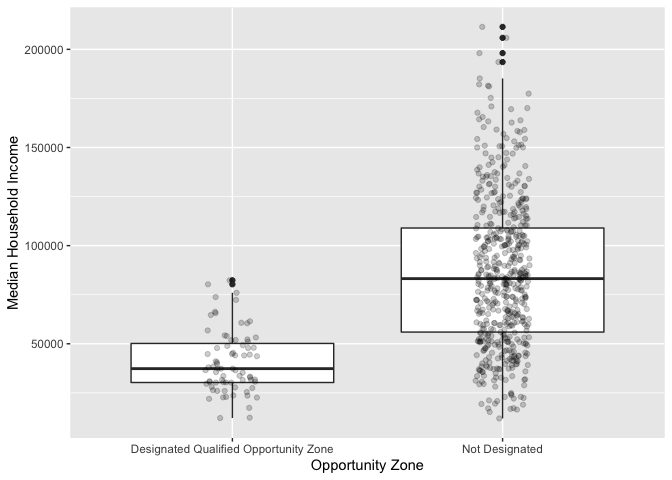 200000
150000
100000
50000
Median Household Income
Designated Qualified Opportunity Zone
Not Designated
Opportunity Zone